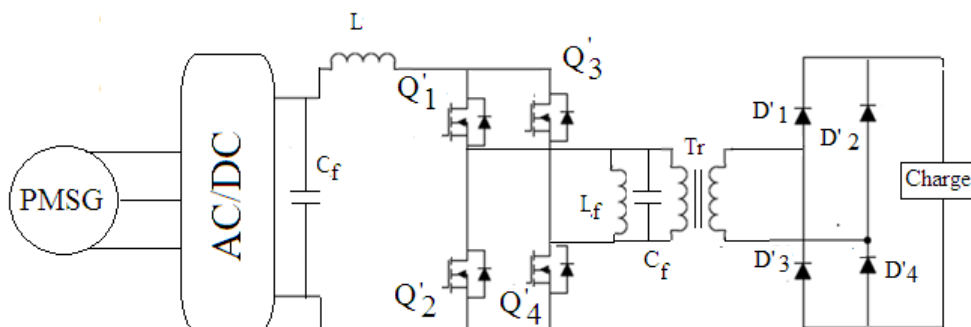 L
Q'1
Q'3
D'1
D'2
Tr
PMSG
AC/DC
Cf
Lf
Charge
Cf
D'3
D'4
Q'2
Q'4